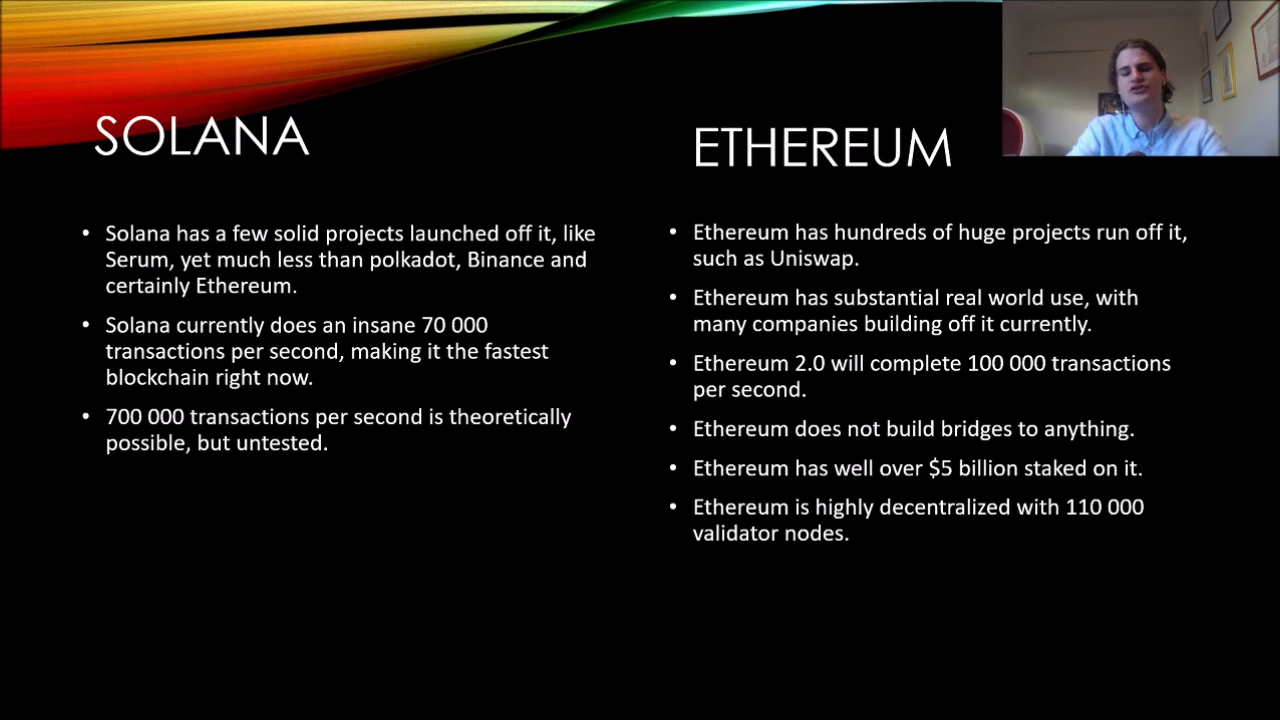 SOLANA
• Solana has a few solid projects launched off it, like
Serum, yet much less than polkadot, Binance and
certainly Ethereum.
• Solana currently does an insane 70 000
transactions per second, making it the fastest
blockchain right now.
• 700 000 transactions per second is theoretically
possible, but untested.
ETHEREUM
• Ethereum has hundreds of huge projects run off it,
such as Uniswap.
• Ethereum has substantial real world use, with
many companies building off it currently.
• Ethereum 2.0 will complete 100 000 transactions
per second.
• Ethereum does not build bridges to anything.
• Ethereum has well over $5 billion staked on it.
• Ethereum is highly decentralized with 110 000
validator nodes.